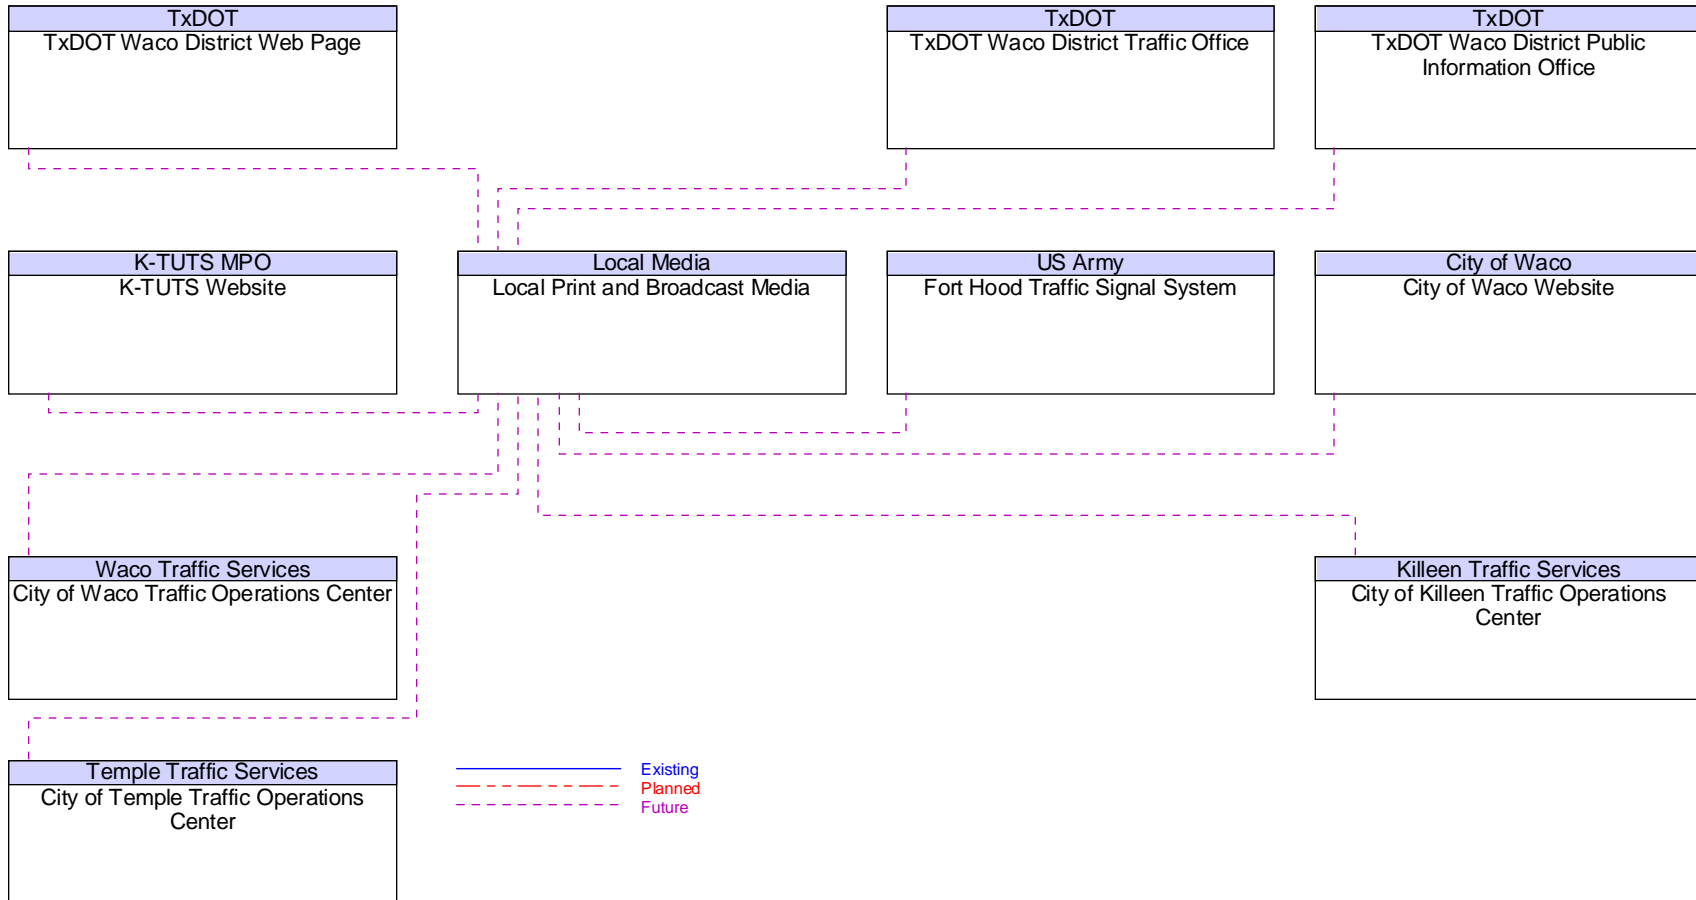 TxDOT
TxDOT Waco District Web Page
TxDOT
TxDOT Waco District Traffic Office
TxDOT
TxDOT Waco District Public
Information Office
K-TUTS MPO
K-TUTS Website
Local Media
Local Print and Broadcast Media
US Army
Fort Hood Traffic Signal System
City of Waco
City of Waco Website
Waco Traffic Services
City of Waco Traffic Operations Center
Killeen Traffic Services
City of Killeen Traffic Operations
Center
Temple Traffic Services
City of Temple Traffic Operations
Center
Existing
Planned
Future